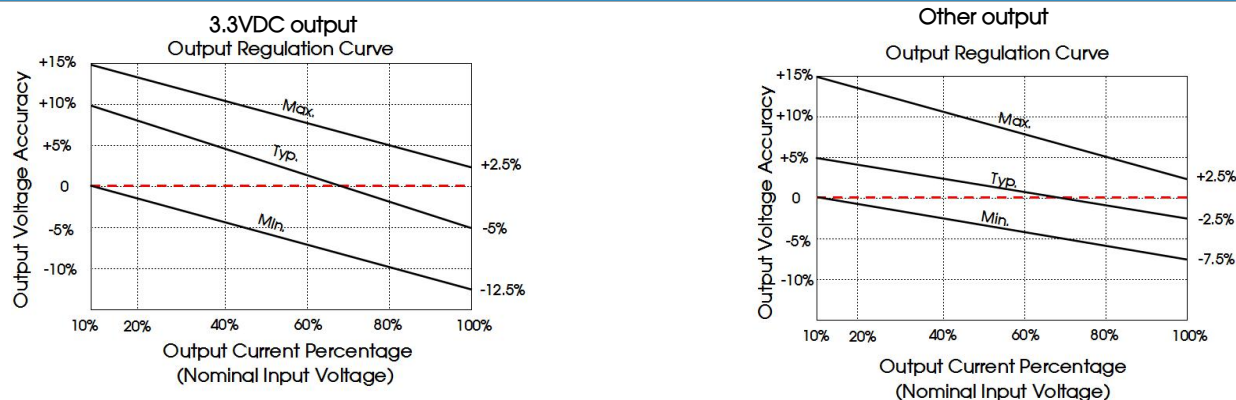 3.3VDC output
Output Regulation Curve
Output Voltage Accuracy
+15%
+10%
+5%
0
-5%
-10%
Max.
Typ.
Min.
+2.5%
-5%
-12.5%
10% 20% 40% 60% 80% 100%
Output Current Percentage
(Nominal Input Voltage)
Other output
Output Regulation Curve
Output Voltage Accuracy
+15%
+10%
+5%
0
-5%
-10%
Max.
Typ.
Min.
+2.5%
-2.5%
-7.5%
10% 20% 40% 60% 80% 100%
Output Current Percentage
(Nominal Input Voltage)